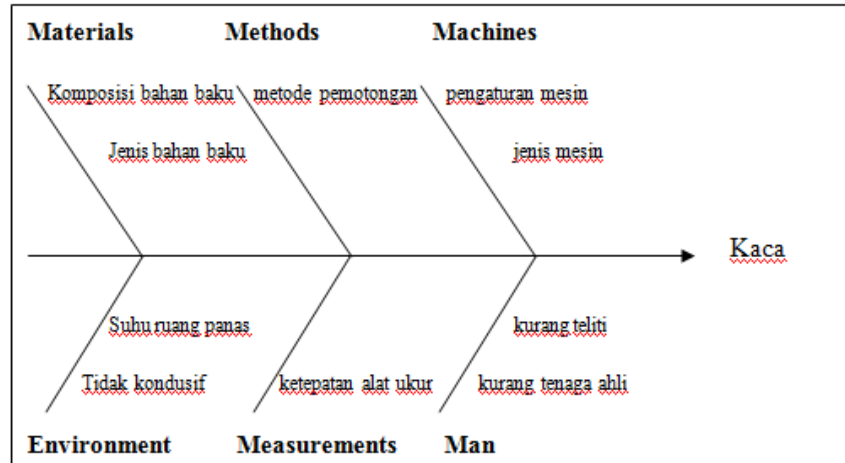 Materials Methods Machines
Komposisi bahan baku metode pemotongan pengaturan mesin
Jenis bahan baku jenis mesin
Kaca
Suhu ruang panas kurang teliti
Tidak kondusif ketepatan alat ukur kurang tenaga ahli
Environment Measurements Man